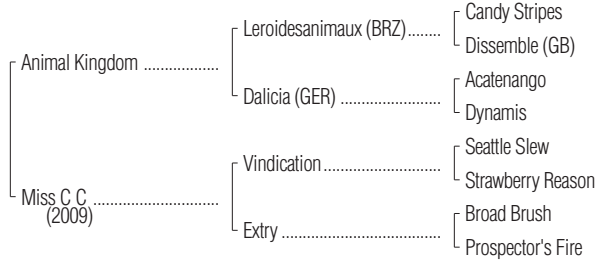 Candy Stripes
Leroidesanimaux (BRZ)........
Dissemble (GB)
Animal Kingdom ..................
Acatenango
Dalicia (GER) ........................
Dynamis
Seattle Slew
Vindication............................
Strawberry Reason
Miss C C ..............................
(2009)
Broad Brush
Extry ......................................
Prospector's Fire